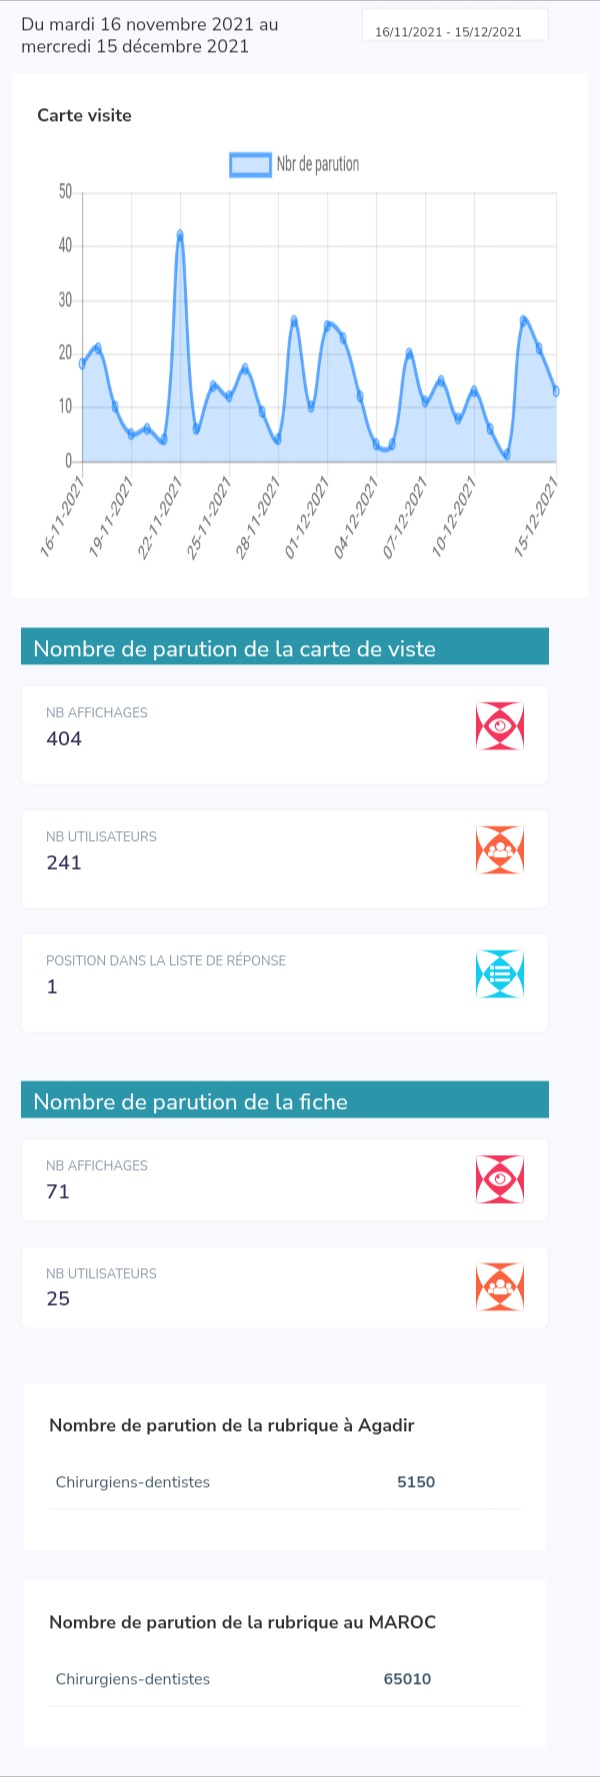 Du mardi 16 novembre 2021 au
mercredi 15 décembre 2021
16/11/2021 - 15/12/2021
Carte visite
Nbr de parution
50
40
30
20
10
0
16-11-2021
19-11-2021
22-11-2021
25-11-2021
28-11-2021
01-12-2021
04-12-2021
07-12-2021
10-12-2021
15-12-2021
Nombre de parution de la carte de viste
NB AFFICHAGES
404
NB UTILISATEURS
241
POSITION DANS LA LISTE DE RÉPONSE
1
Nombre de parution de la fiche
NB AFFICHAGES
71
NB UTILISATEURS
25
Nombre de parution de la rubrique à Agadir
Chirurgiens-dentistes 5150
Nombre de parution de la rubrique au MAROC
Chirurgiens-dentistes 65010